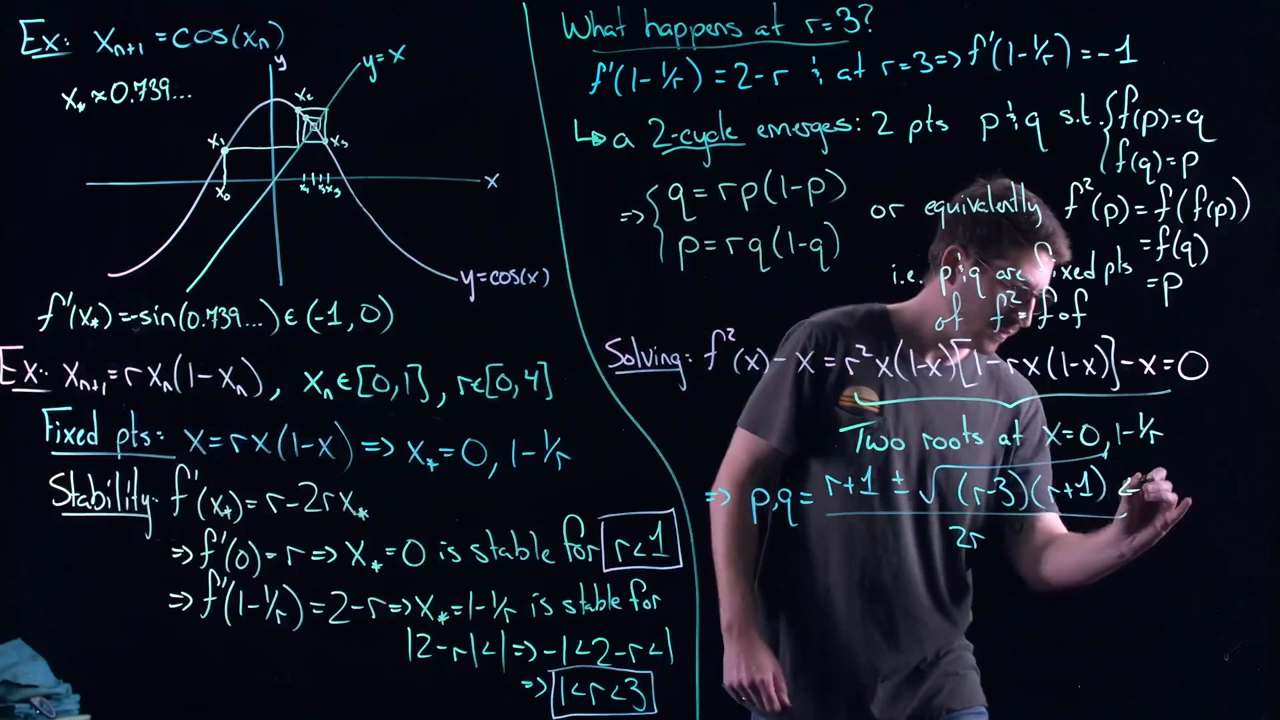 Ex: Xₙ₊₁ = cos(xₙ)
x⁎ ≈ 0.739...
y
y=x
x₂
x₁
x₃
x₀
x
y=cos(x)
f'(x⁎) = -sin(0.739...) ∈ (-1, 0)
Ex: Xₙ₊₁ = rXₙ(1-Xₙ), Xₙ∈[0,1], r∈[0,4]
Fixed pts: X = rx(1-x) ⇒ X⁎ = 0, 1-1/r
Stability: f'(x⁎) = r-2rx⁎
⇒ f'(0) = r ⇒ X⁎ = 0 is stable for r<1
⇒ f'(1-1/r) = 2-r ⇒ X⁎ = 1-1/r is stable for
|2-r|<1 ⇒ -1<2-r<1
⇒ 1<r<3
What happens at r=3?
f'(1-1/r) = 2-r & at r=3 ⇒ f'(1-1/r) = -1
↳ a 2-cycle emerges: 2 pts p & q s.t. { f(p)=q
f(q)=p
⇒ { q = rp(1-p)
p = rq(1-q)
or equivalently f²(p) = f(f(p))
= f(q)
= p
i.e. p & q are fixed pts
of f² = f∘f
Solving: f²(x) - x = r²x(1-x)[1-rx(1-x)] - x = 0
Two roots at x=0, 1-1/r
⇒ p,q = r+1 ± √(r-3)(r+1) ←
2r